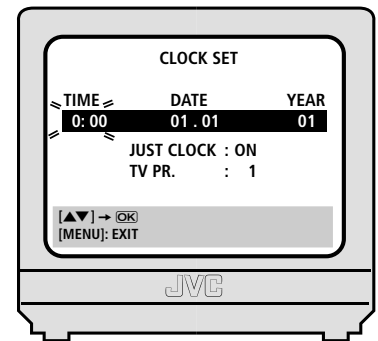 CLOCK SET
TIME DATE YEAR
0: 00 01 . 01 01
JUST CLOCK : ON
TV PR. : 1
[▲▼] → OK
[MENU]: EXIT
JVC